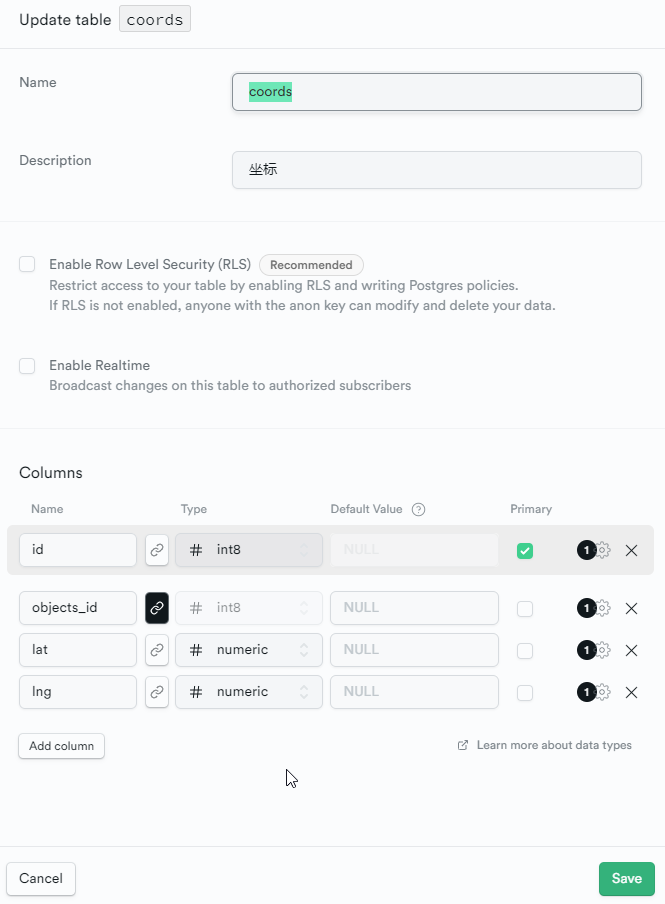 Update table coords
Name
coords
Description
坐标
Enable Row Level Security (RLS) Recommended
Restrict access to your table by enabling RLS and writing Postgres policies.
If RLS is not enabled, anyone with the anon key can modify and delete your data.
Enable Realtime
Broadcast changes on this table to authorized subscribers
Columns
Name Type Default Value ? Primary
id # int8 NULL 1
objects_id # int8 NULL 1
lat # numeric NULL 1
lng # numeric NULL 1
Add column Learn more about data types
Cancel Save